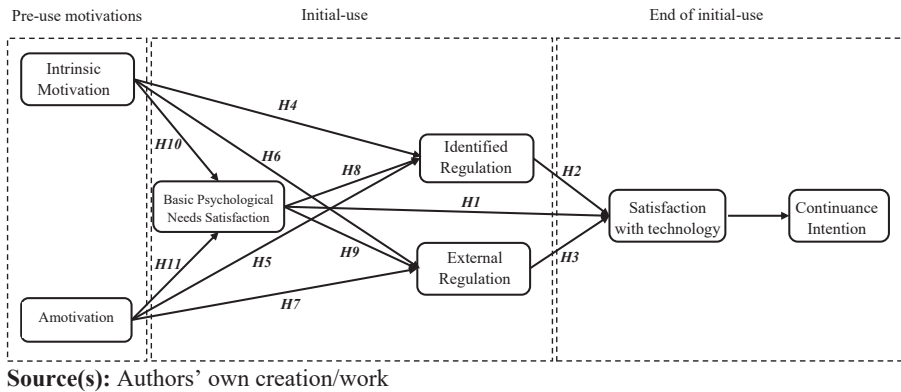 Pre-use motivations
Initial-use
End of initial-use
Intrinsic
Motivation
H4
H10
H6
Identified
Regulation
H8
H2
Basic Psychological
Needs Satisfaction
H1
Satisfaction
with technology
Continuance
Intention
H11
H5
H9
H3
External
Regulation
H7
Amotivation
Source(s): Authors' own creation/work